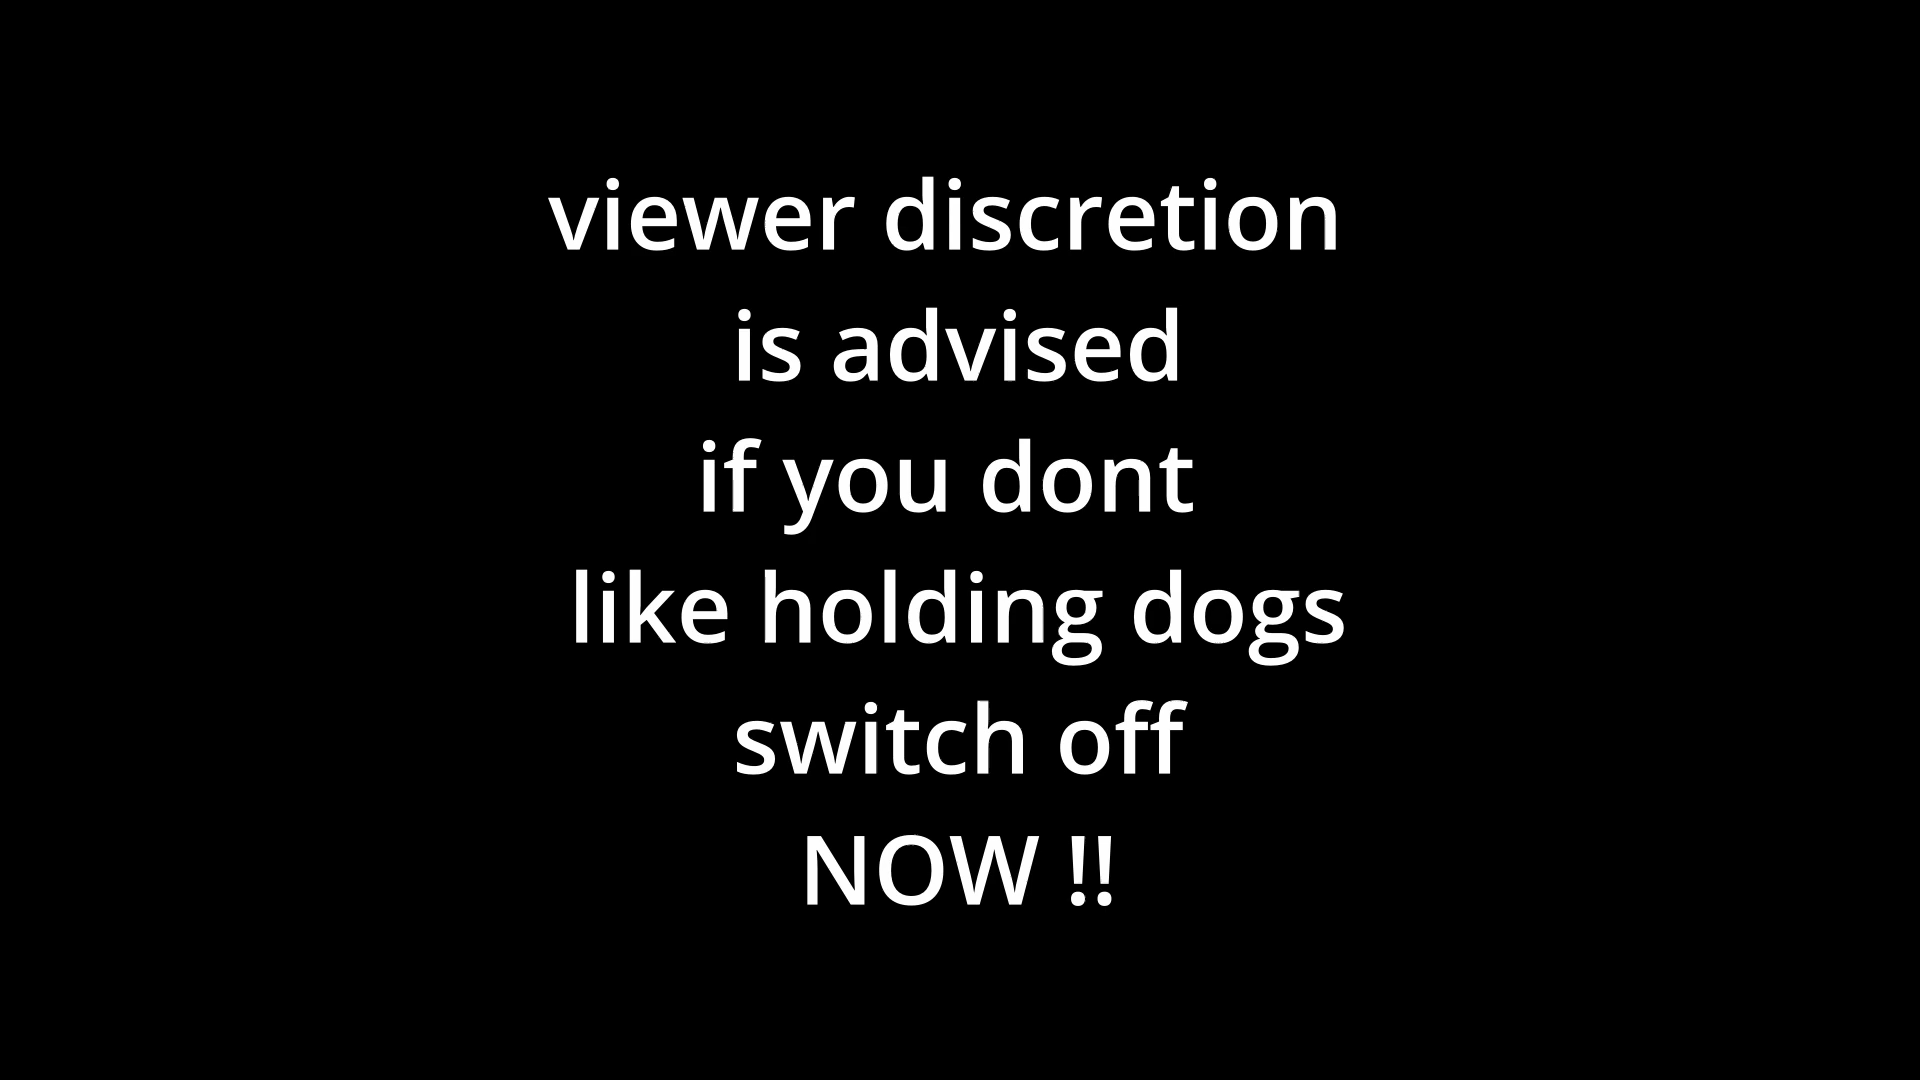 viewer discretion
is advised
if you dont
like holding dogs
switch off
NOW !!